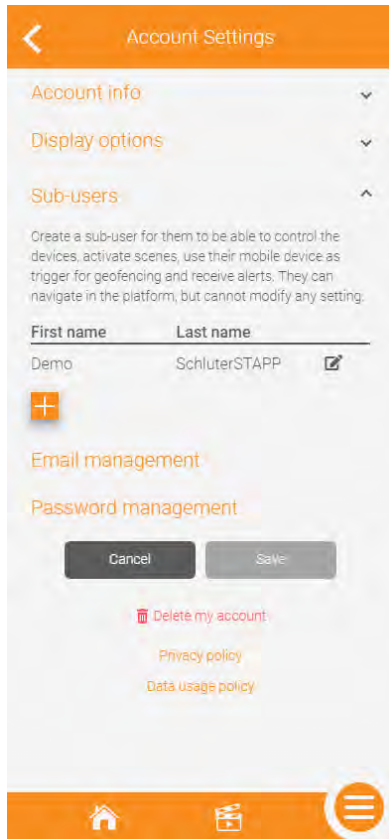 Account Settings
Account info
Display options
Sub-users
Create a sub-user for them to be able to control the
devices, activate scenes, use their mobile device as
trigger for geofencing and receive alerts. They can
navigate in the platform, but cannot modify any setting.
First name Last name
Demo SchluterSTAPP
Email management
Password management
Cancel Save
Delete my account
Privacy policy
Data usage policy